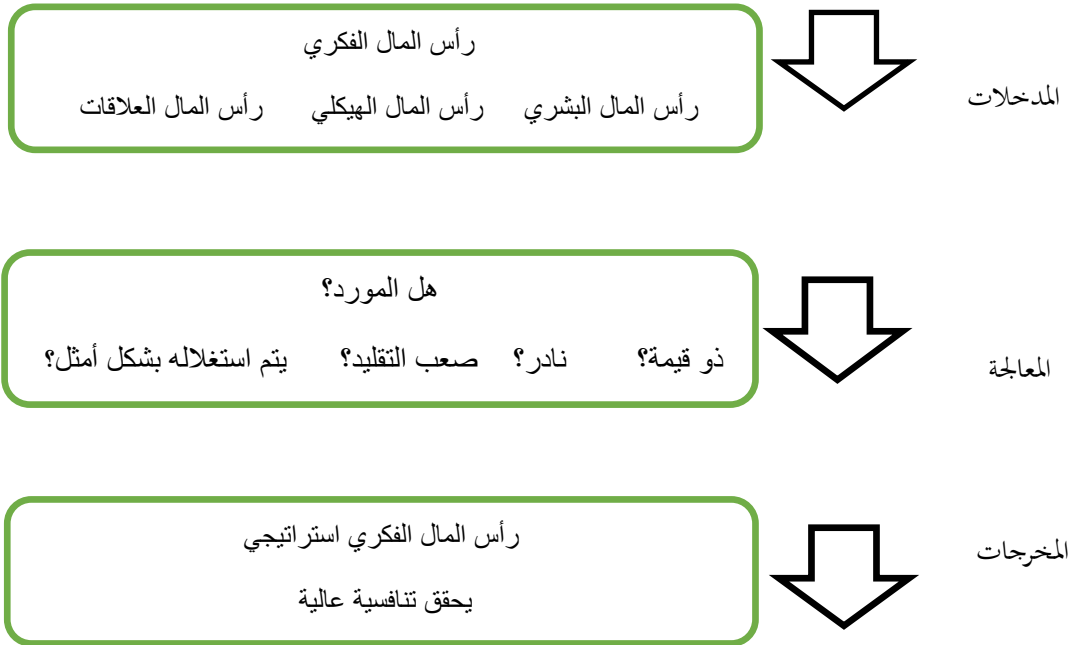 رأس المال الفكري
رأس المال البشري رأس المال الهيكلي رأس المال العلاقات
المدخلات
هل المورد؟
ذو قيمة؟ نادر؟ صعب التقليد؟ يتم استغلاله بشكل أمثل؟
المعالجة
رأس المال الفكري استراتيجي
يحقق تنافسية عالية
المخرجات